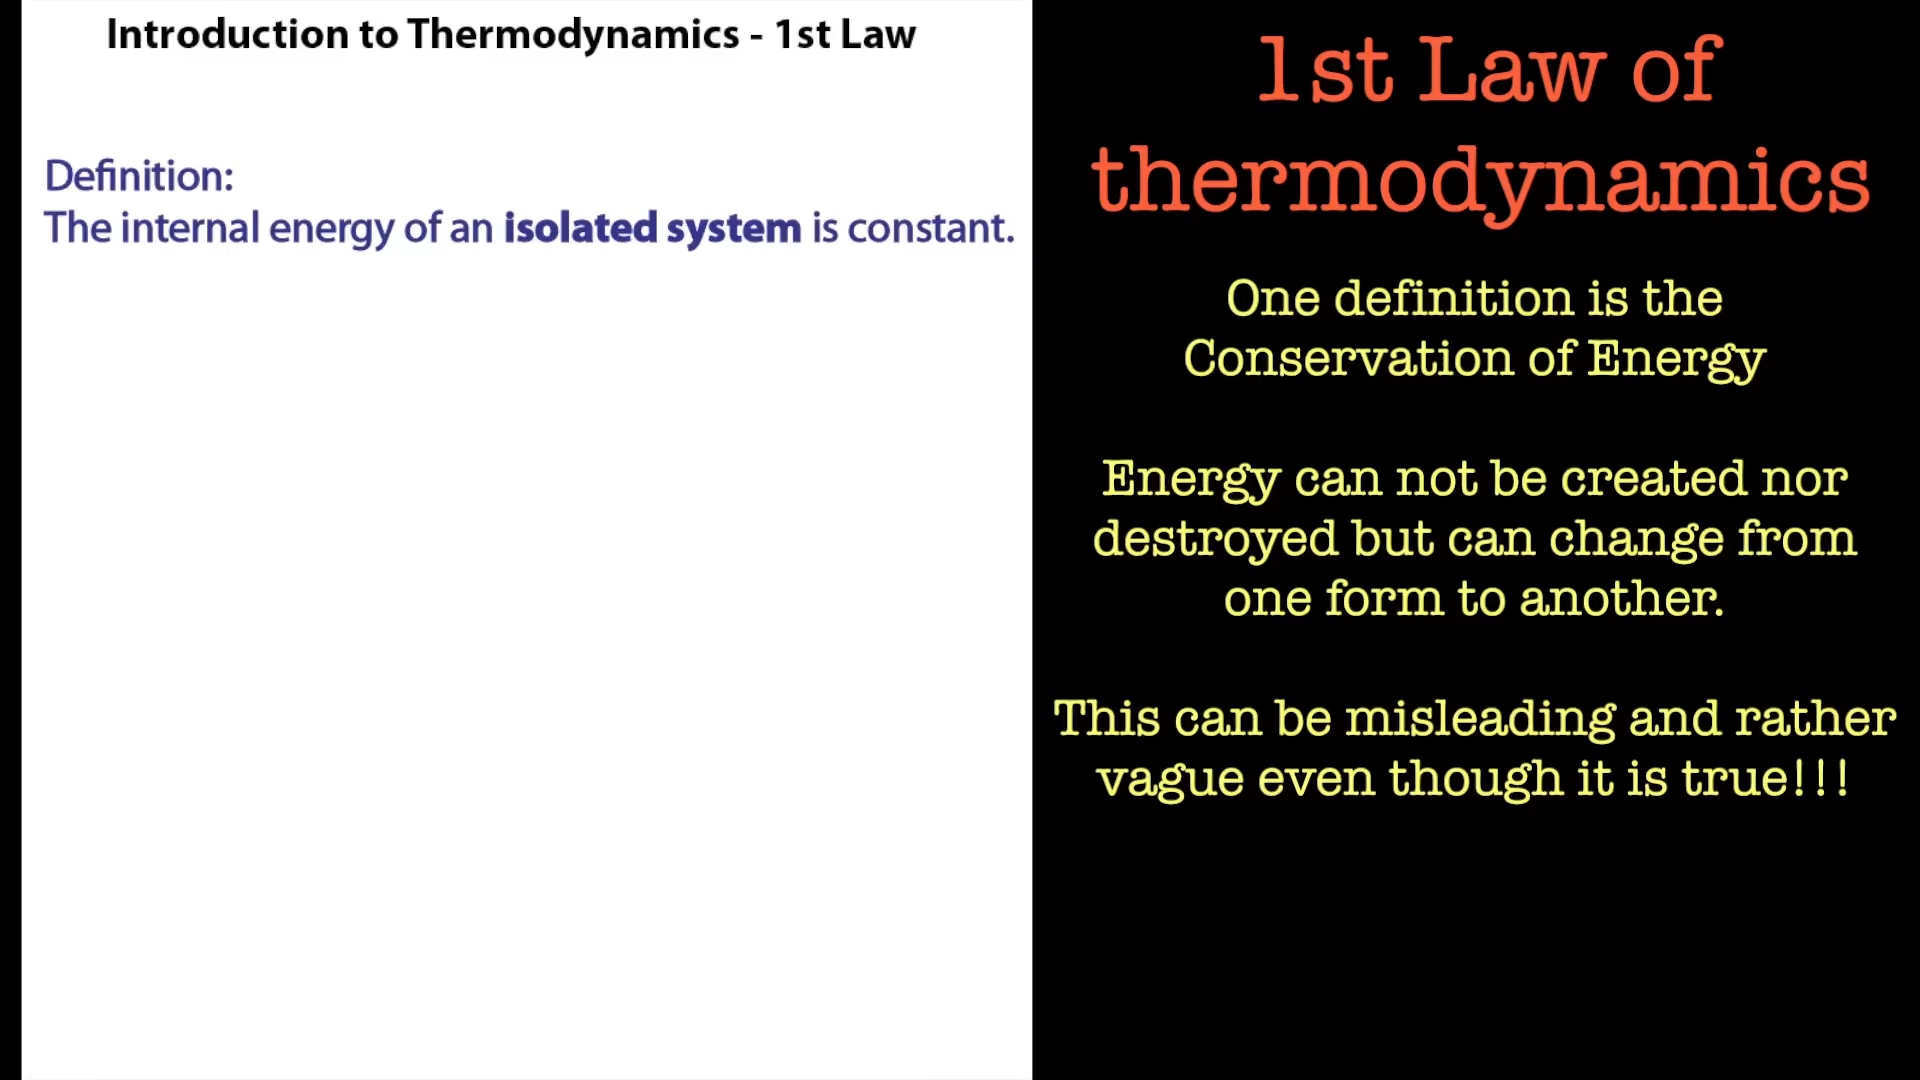 Introduction to Thermodynamics - 1st Law
Definition:
The internal energy of an isolated system is constant.
1st Law of
thermodynamics
One definition is the
Conservation of Energy
Energy can not be created nor
destroyed but can change from
one form to another.
This can be misleading and rather
vague even though it is true!!!